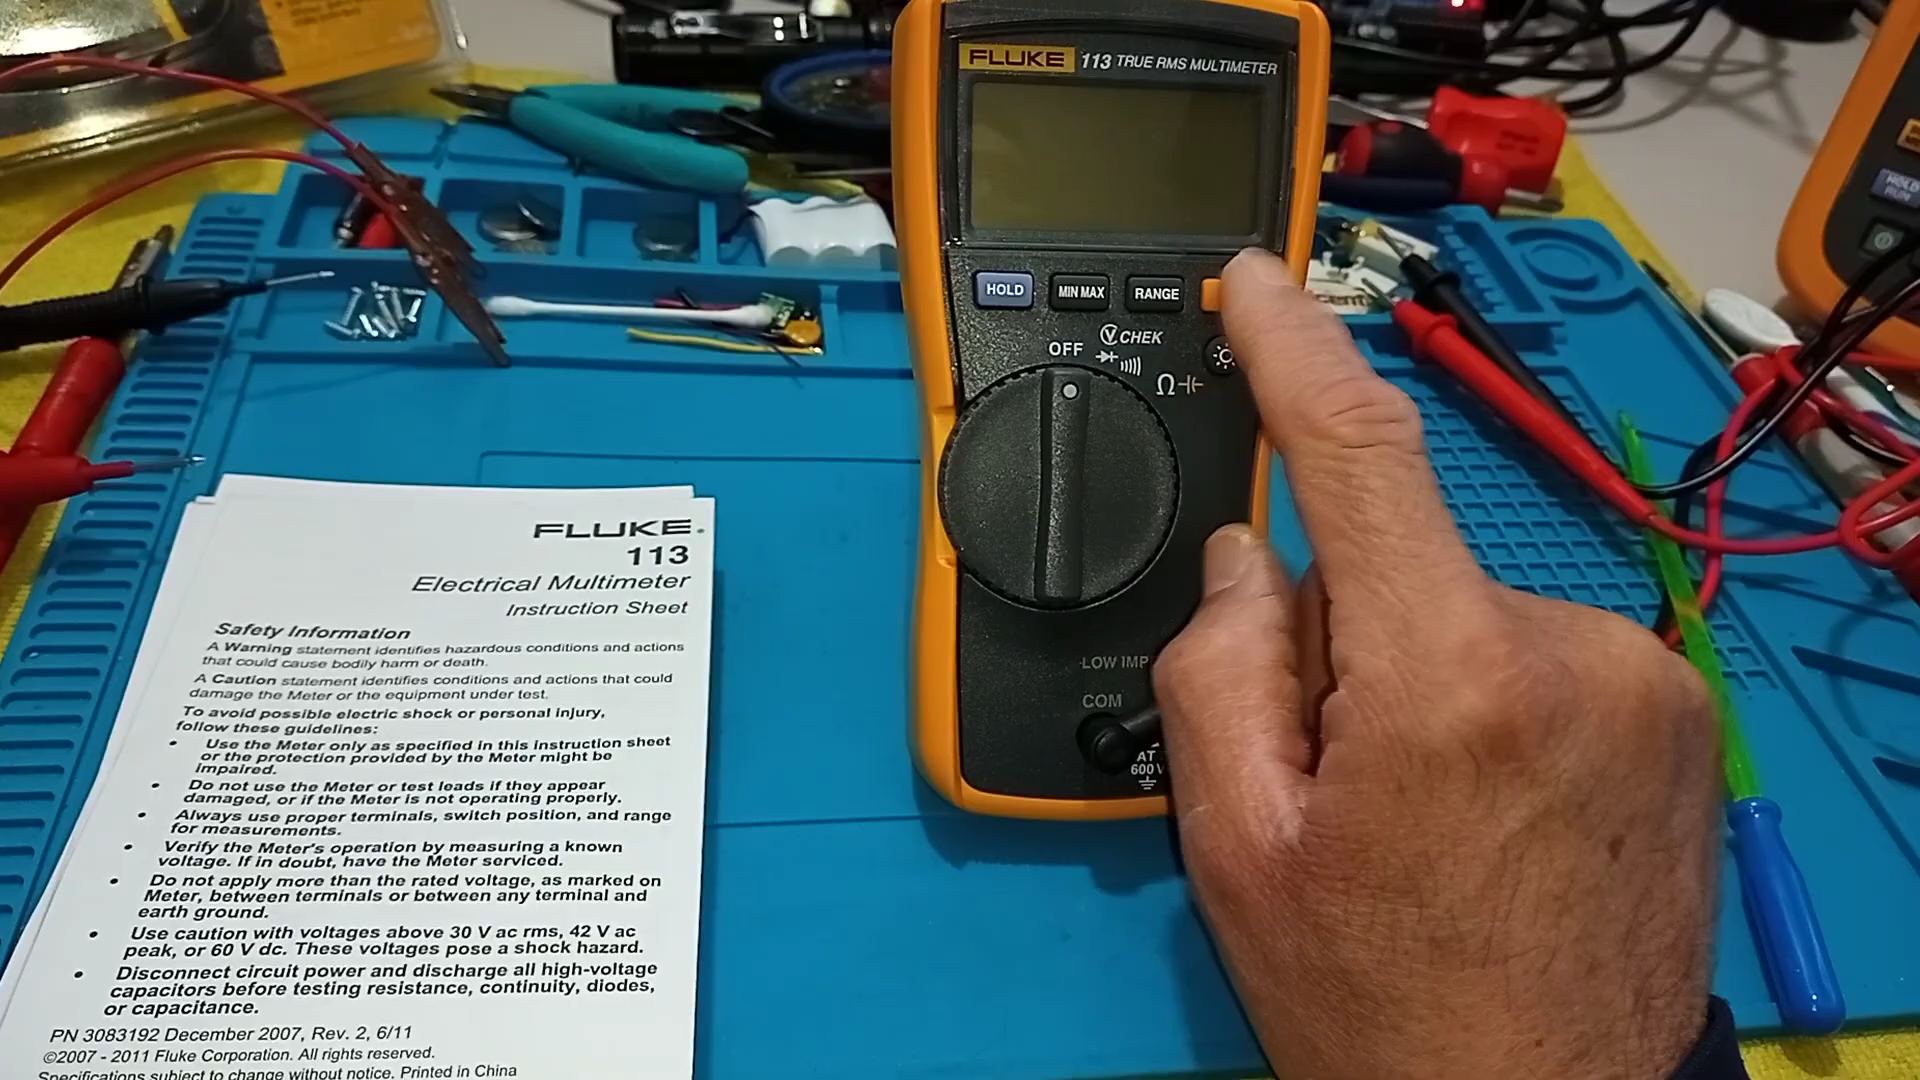 FLUKE 113 TRUE RMS MULTIMETER
HOLD MIN MAX RANGE
HOLD
RUN
CHEK
OFF
Ω
LOW IMP
COM
AT
600 V
FLUKE®
113
Electrical Multimeter
Instruction Sheet
Safety Information
A Warning statement identifies hazardous conditions and actions
that could cause bodily harm or death.
A Caution statement identifies conditions and actions that could
damage the Meter or the equipment under test.
To avoid possible electric shock or personal injury,
follow these guidelines:
• Use the Meter only as specified in this instruction sheet
or the protection provided by the Meter might be
impaired.
• Do not use the Meter or test leads if they appear
damaged, or if the Meter is not operating properly.
• Always use proper terminals, switch position, and range
for measurements.
• Verify the Meter's operation by measuring a known
voltage. If in doubt, have the Meter serviced.
• Do not apply more than the rated voltage, as marked on
Meter, between terminals or between any terminal and
earth ground.
• Use caution with voltages above 30 V ac rms, 42 V ac
peak, or 60 V dc. These voltages pose a shock hazard.
• Disconnect circuit power and discharge all high-voltage
capacitors before testing resistance, continuity, diodes,
or capacitance.
PN 3083192 December 2007, Rev. 2, 6/11
©2007 - 2011 Fluke Corporation. All rights reserved.
Specifications subject to change without notice. Printed in China